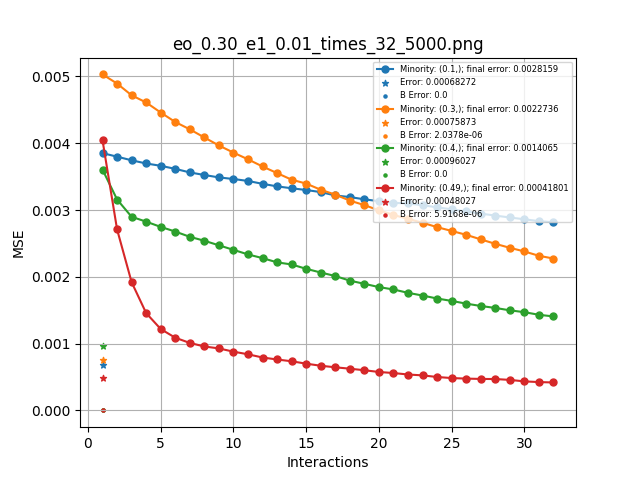 eo_0.30_e1_0.01_times_32_5000.png
Minority: (0.1,); final error: 0.0028159
Error: 0.00068272
B Error: 0.0
Minority: (0.3,); final error: 0.0022736
Error: 0.00075873
B Error: 2.0378e-06
Minority: (0.4,); final error: 0.0014065
Error: 0.00096027
B Error: 0.0
Minority: (0.49,); final error: 0.00041801
Error: 0.00048027
B Error: 5.9168e-06
MSE
0.005
0.004
0.003
0.002
0.001
0.000
0 5 10 15 20 25 30
Interactions